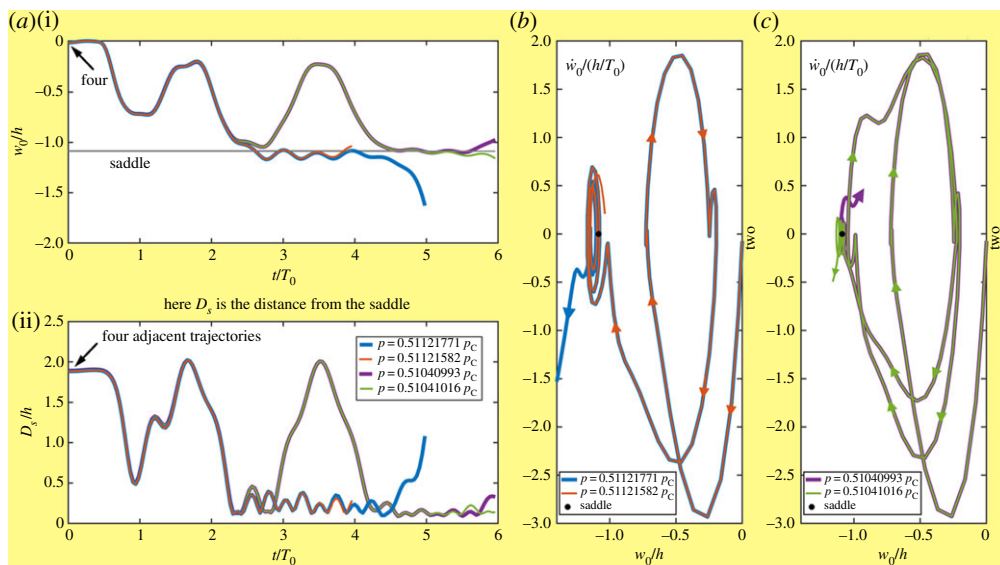 (a)(i)
(b)
(c)
0
−0.5
−1.0
−1.5
−2.0
w0/h
four
saddle
0 1 2 3 4 5 6
t/T0
here Ds is the distance from the saddle
(ii)
four adjacent trajectories
p = 0.51121771 pC
p = 0.51121582 pC
p = 0.51040993 pC
p = 0.51041016 pC
2.5
2.0
1.5
1.0
0.5
0
Ds/h
0 1 2 3 4 5 6
t/T0
2.0
ẇ0/(h/T0)
1.5
1.0
0.5
0
−0.5
−1.0
−1.5
−2.0
−2.5
−3.0
two
p = 0.51121771 pC
p = 0.51121582 pC
saddle
−1.0 −0.5 0
w0/h
2.0
ẇ0/(h/T0)
1.5
1.0
0.5
0
−0.5
−1.0
−1.5
−2.0
−2.5
−3.0
two
p = 0.51040993 pC
p = 0.51041016 pC
saddle
−1.0 −0.5 0
w0/h